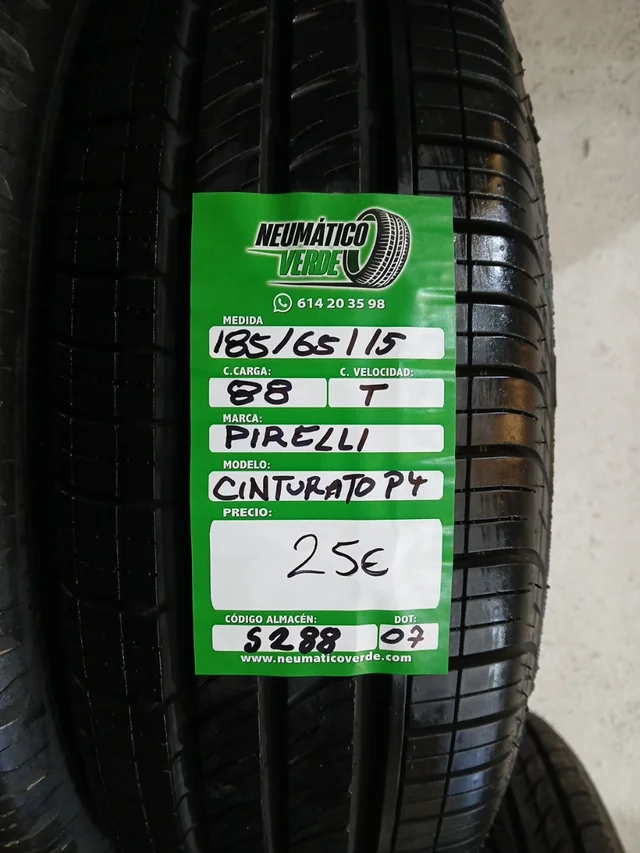 NEUMÁTICO
VERDE
614 20 35 98
MEDIDA
185/65/15
C.CARGA: C. VELOCIDAD:
88 T
MARCA:
PIRELLI
MODELO:
CINTURATO P4
PRECIO:
25€
CÓDIGO ALMACÉN: DOT:
S288 07
www.neumaticoverde.com